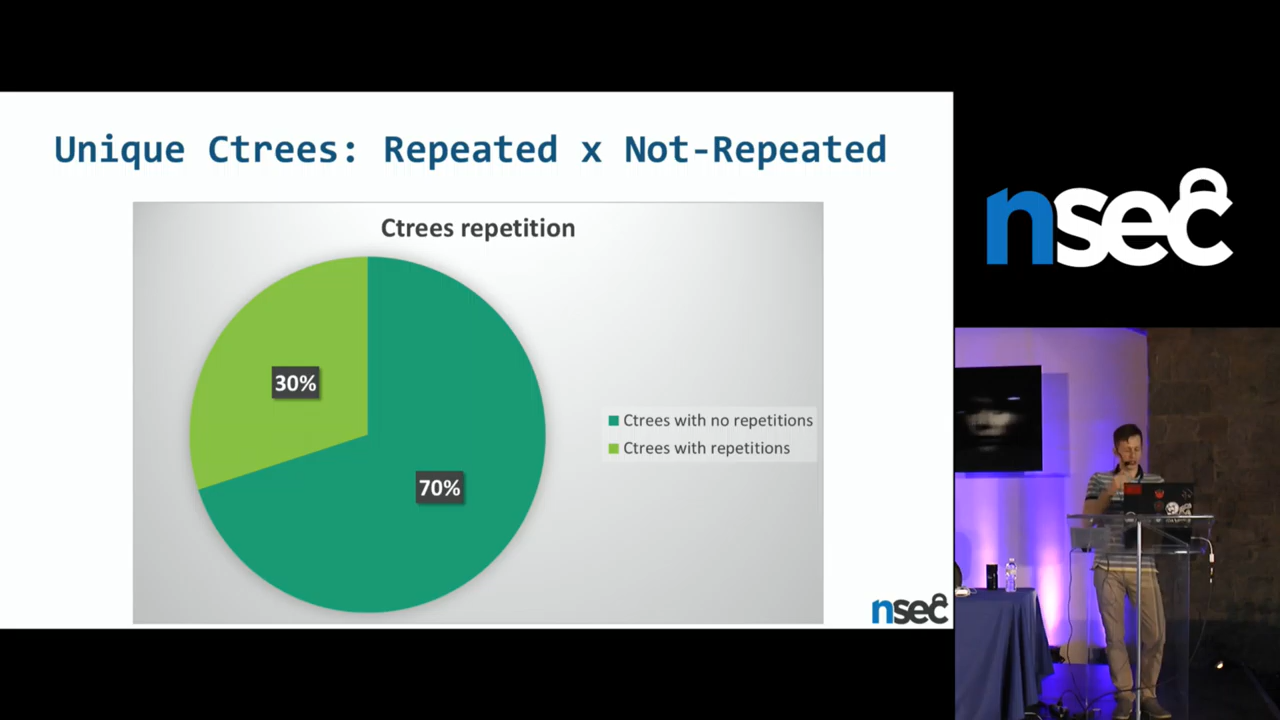 Unique Ctrees: Repeated x Not-Repeated
Ctrees repetition
30%
70%
Ctrees with no repetitions
Ctrees with repetitions
nsec
nsec